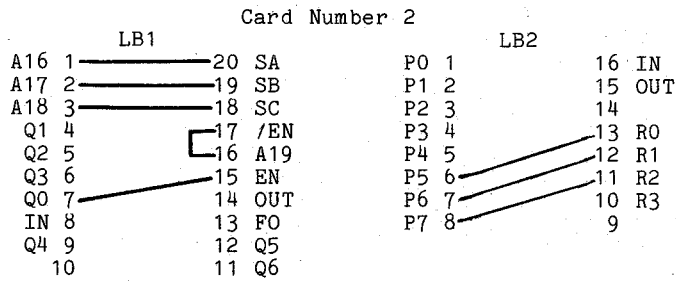 Card Number 2
LB1 LB2
A16 1 20 SA P0 1 16 IN
A17 2 19 SB P1 2 15 OUT
A18 3 18 SC P2 3 14
Q1 4 17 /EN P3 4 13 R0
Q2 5 16 A19 P4 5 12 R1
Q3 6 15 EN P5 6 11 R2
Q0 7 14 OUT P6 7 10 R3
IN 8 13 F0 P7 8 9
Q4 9 12 Q5
10 11 Q6